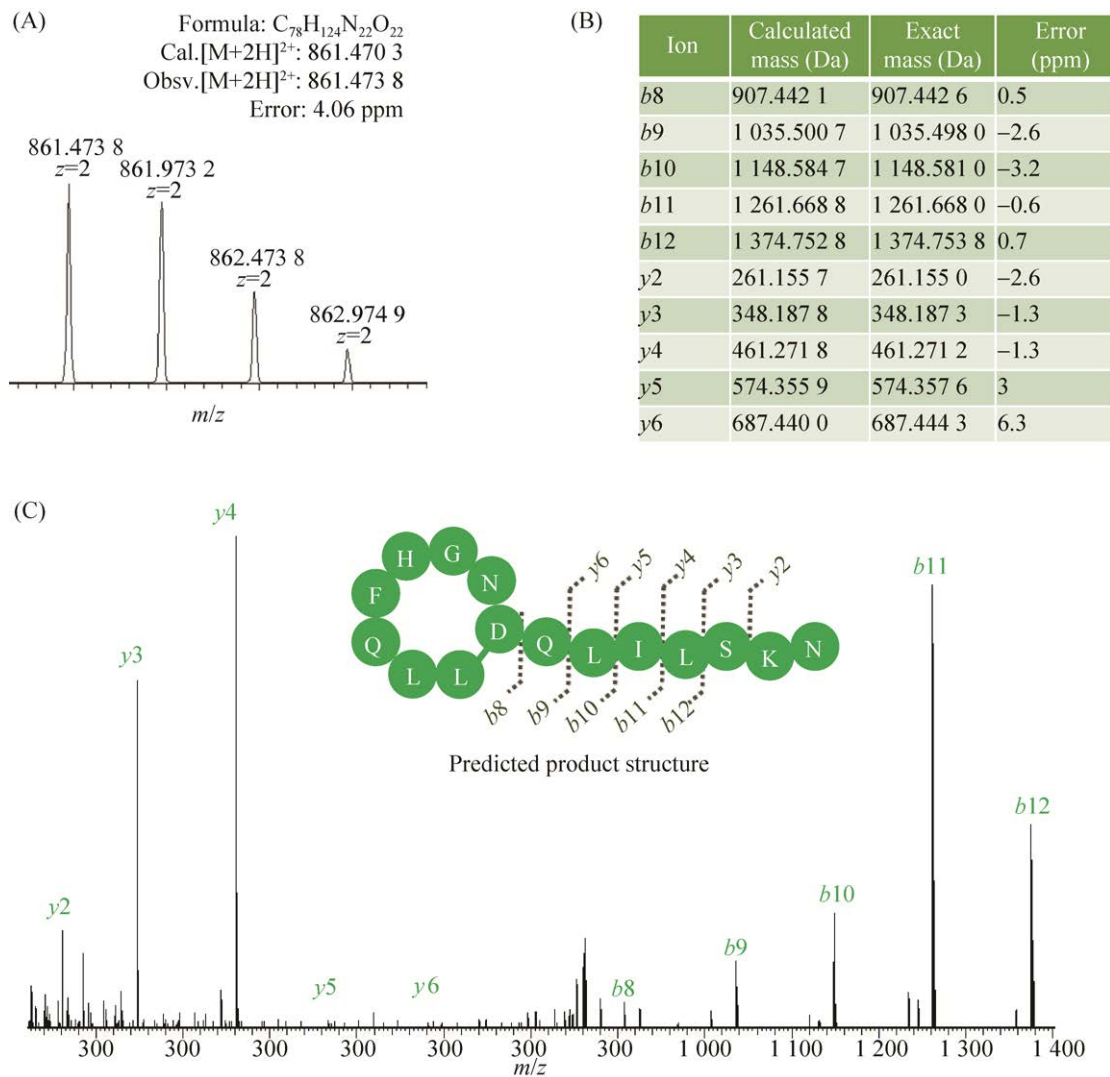 (A)
Formula: C₇₈H₁₂₄N₂₂O₂₂
Cal.[M+2H]²⁺: 861.470 3
Obsv.[M+2H]²⁺: 861.473 8
Error: 4.06 ppm
861.473 8
z=2
861.973 2
z=2
862.473 8
z=2
862.974 9
z=2
m/z
(B)
Ion Calculated mass (Da) Exact mass (Da) Error (ppm)
b8 907.442 1 907.442 6 0.5
b9 1 035.500 7 1 035.498 0 –2.6
b10 1 148.584 7 1 148.581 0 –3.2
b11 1 261.668 8 1 261.668 0 –0.6
b12 1 374.752 8 1 374.753 8 0.7
y2 261.155 7 261.155 0 –2.6
y3 348.187 8 348.187 3 –1.3
y4 461.271 8 461.271 2 –1.3
y5 574.355 9 574.357 6 3
y6 687.440 0 687.444 3 6.3
(C)
y2
y3
y4
y5
y6
b8
b9
b10
b11
b12
H G
F N
Q D Q L I L S K N
L L
y6 y5 y4 y3 y2
b8 b9 b10 b11 b12
Predicted product structure
300 300 300 300 300 300 300 1 000 1 100 1 200 1 300 1 400
m/z